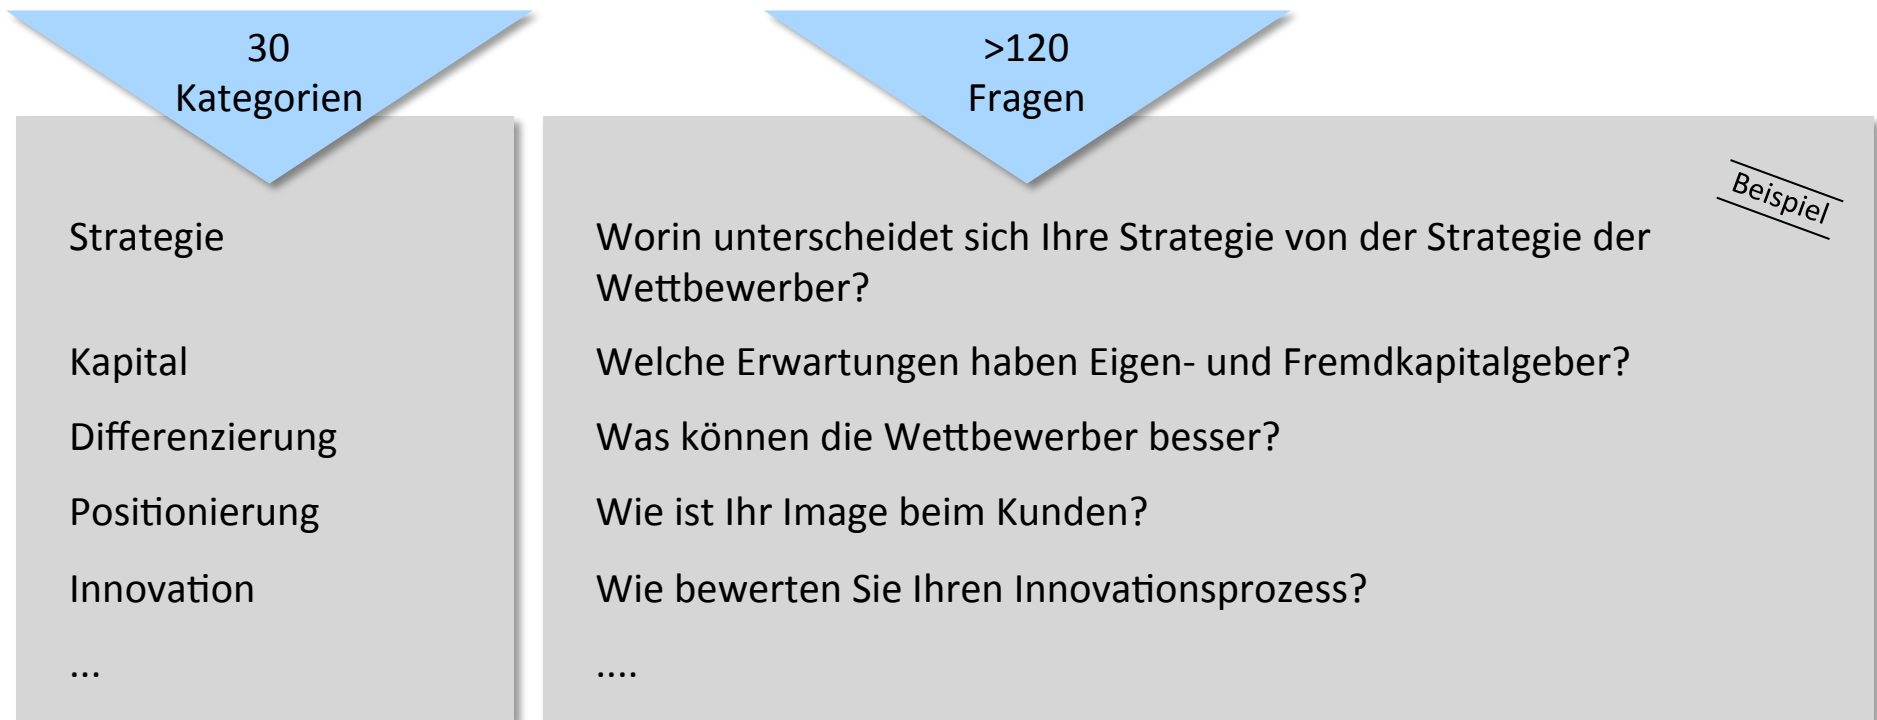 30
Kategorien
>120
Fragen
Beispiel
Strategie
Worin unterscheidet sich Ihre Strategie von der Strategie der
Wettbewerber?
Kapital
Welche Erwartungen haben Eigen- und Fremdkapitalgeber?
Differenzierung
Was können die Wettbewerber besser?
Positionierung
Wie ist Ihr Image beim Kunden?
Innovation
Wie bewerten Sie Ihren Innovationsprozess?
...
....